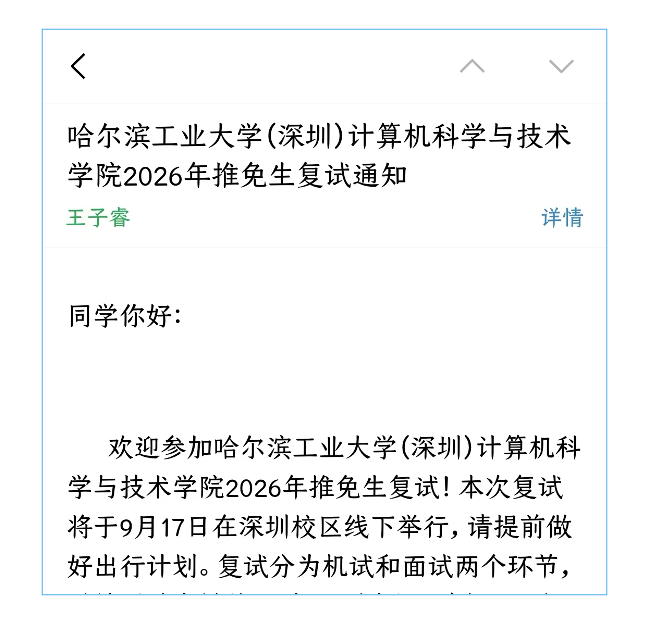 哈尔滨工业大学(深圳)计算机科学与技术
学院2026年推免生复试通知
王子睿
详情
同学你好:
欢迎参加哈尔滨工业大学(深圳)计算机科
学与技术学院2026年推免生复试! 本次复试
将于9月17日在深圳校区线下举行, 请提前做
好出行计划。复试分为机试和面试两个环节,